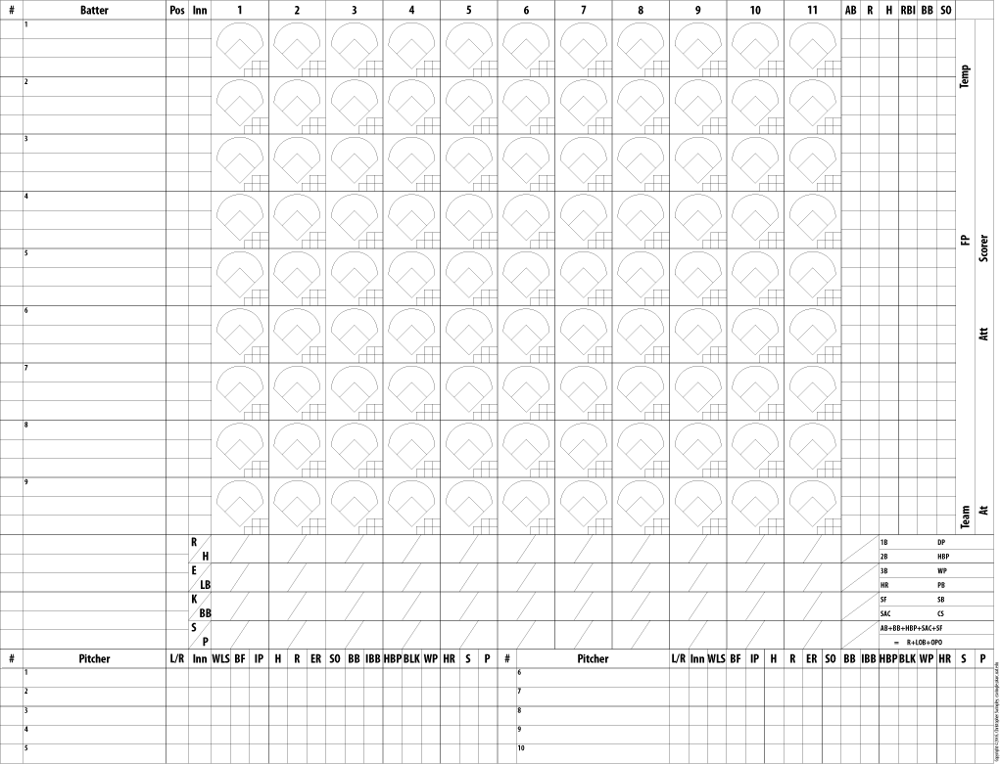 # Batter Pos Inn 1 2 3 4 5 6 7 8 9 10 11 AB R H RBI BB SO
1
2
3
4
5
6
7
8
9
Temp
FP
Team
Scorer
Att
At
R
H
E
LB
K
BB
S
P
1B DP
2B HBP
3B WP
HR PB
SF SB
SAC CS
AB+BB+HBP+SAC+SF
= R+LOB+OPO
# Pitcher L/R Inn WLS BF IP H R ER SO BB IBB HBP BLK WP HR S P # Pitcher L/R Inn WLS BF IP H R ER SO BB IBB HBP BLK WP HR S P
1 6
2 7
3 8
4 9
5 10